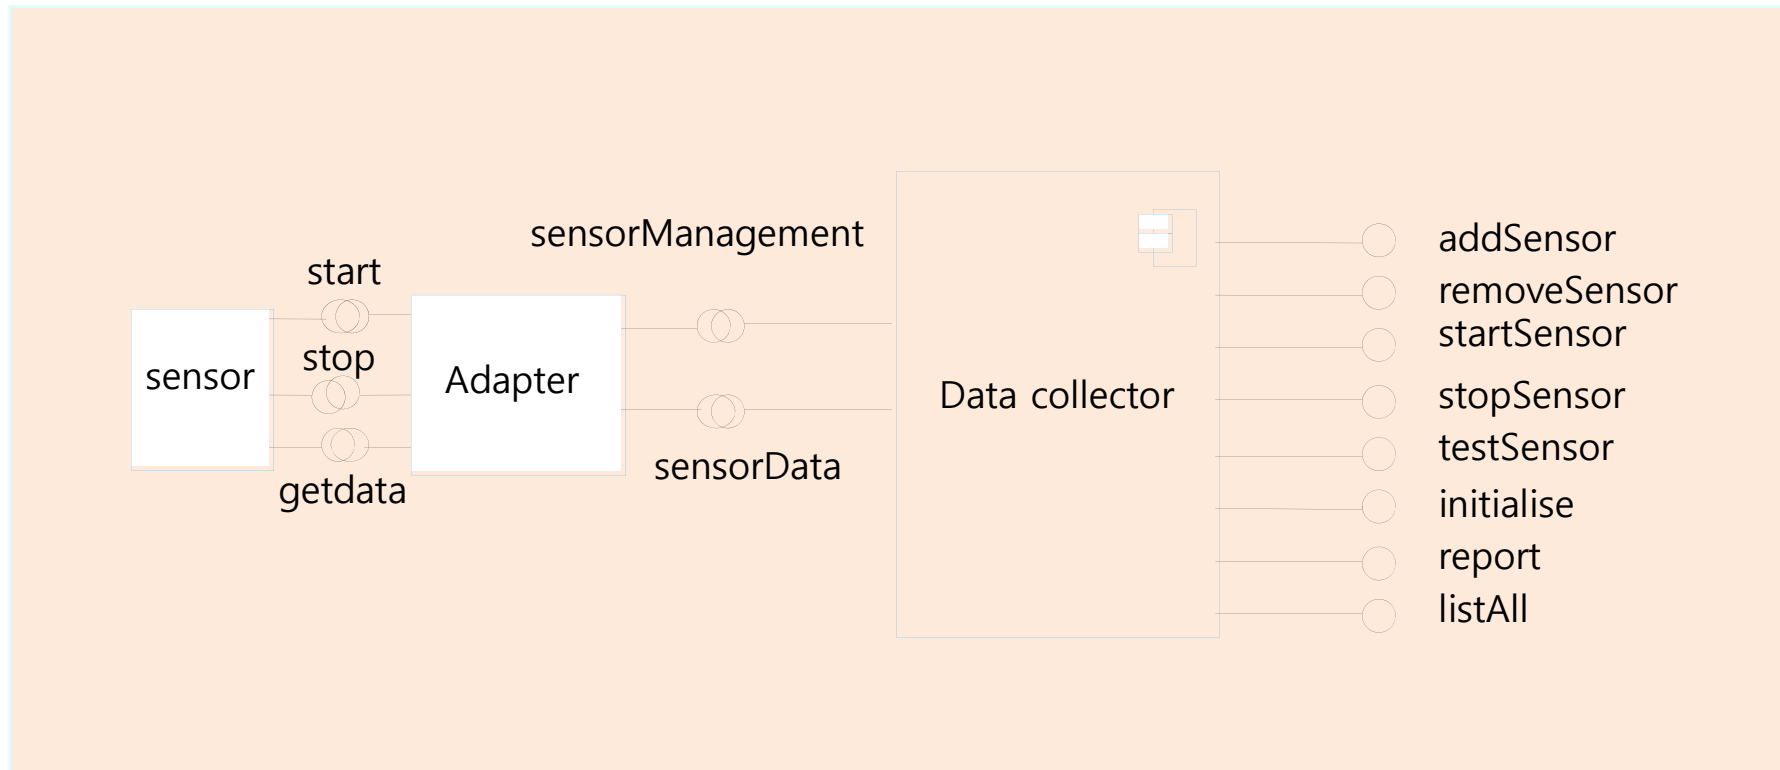 sensorManagement
start
stop
sensor
Adapter
getdata
sensorData
Data collector
addSensor
removeSensor
startSensor
stopSensor
testSensor
initialise
report
listAll